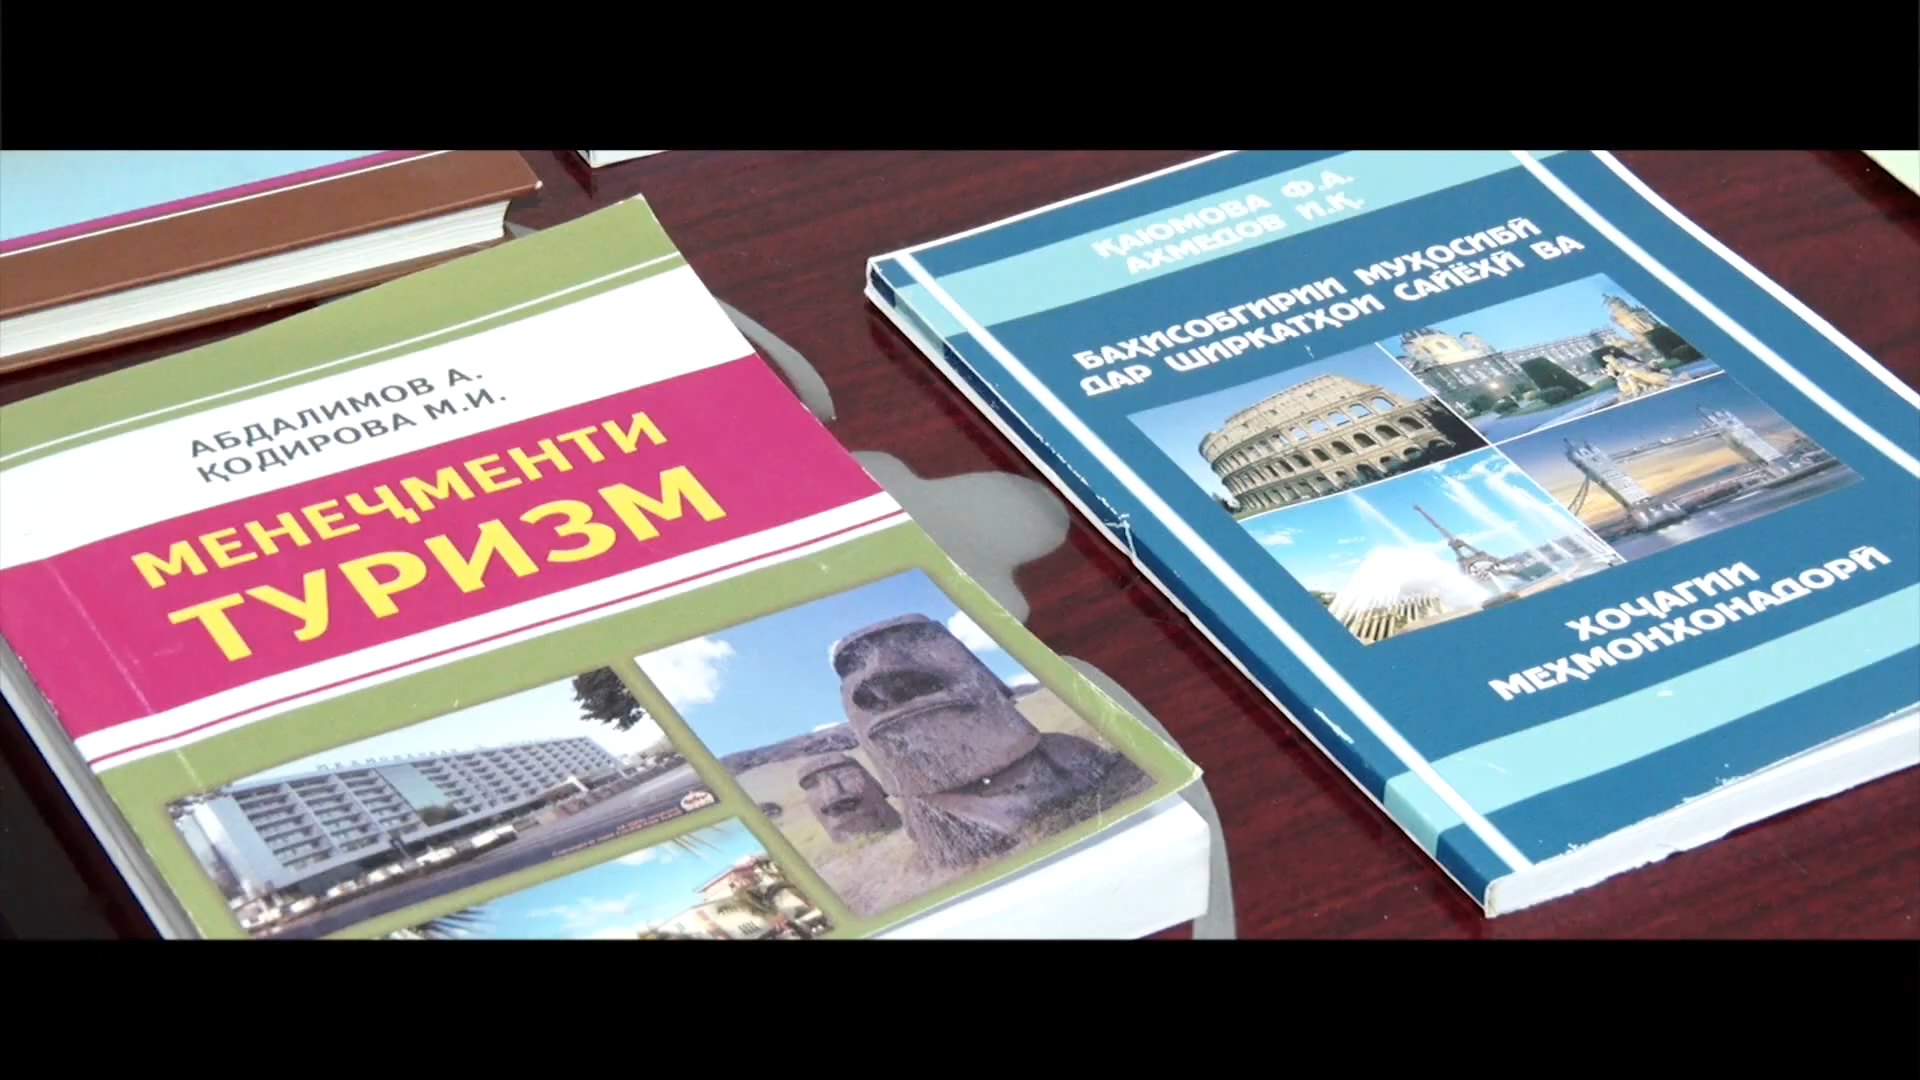 АБДАЛИМОВ А.
ҚОДИРОВА М.И.
МЕНЕҶМЕНТИ
ТУРИЗМ
ҚАЮМОВА Ф.А.
АХМЕДОВ И.Қ.
БАҲИСОБГИРИИ МУҲОСИБӢ
ДАР ШИРКАТҲОИ САЙЁҲӢ ВА
ХОҶАГИИ
МЕҲМОНХОНАДОРӢ